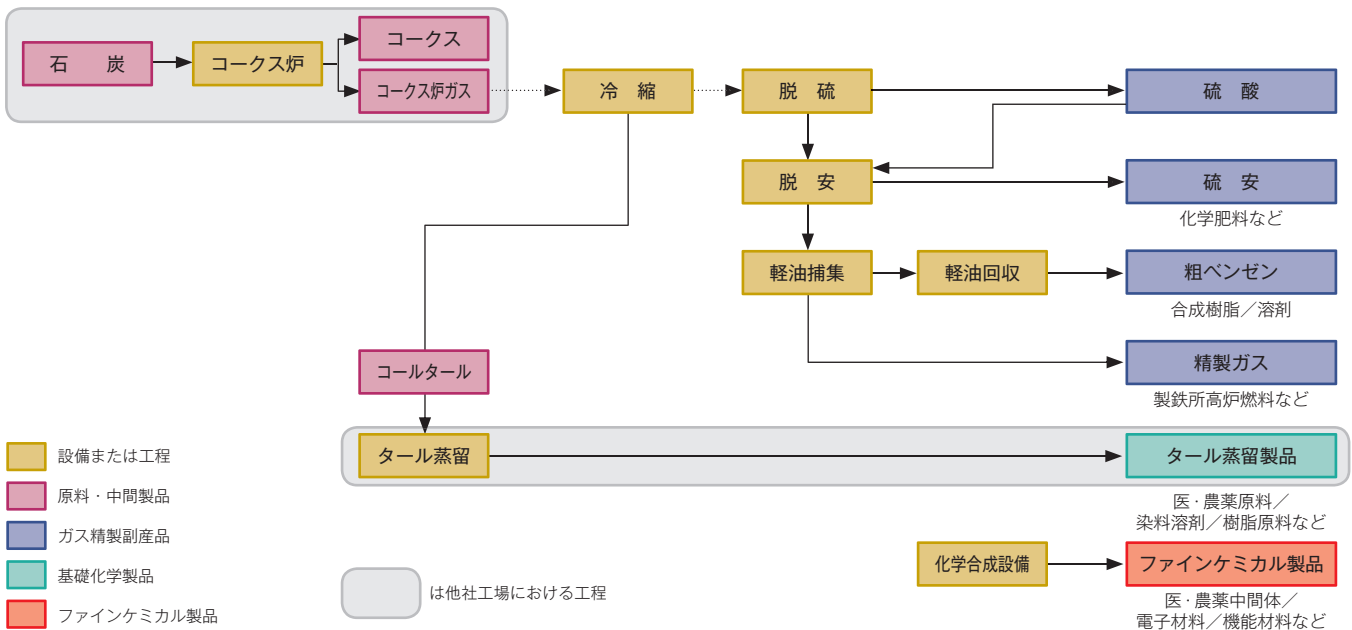 石　炭
コークス炉
コークス
コークス炉ガス
冷　縮
脱　硫
硫　酸
脱　安
硫　安
化学肥料など
軽油捕集
軽油回収
粗ベンゼン
合成樹脂／溶剤
コールタール
精製ガス
製鉄所高炉燃料など
タール蒸留
タール蒸留製品
医・農薬原料／
染料溶剤／樹脂原料など
化学合成設備
ファインケミカル製品
医・農薬中間体／
電子材料／機能材料など
設備または工程
原料・中間製品
ガス精製副産品
基礎化学製品
ファインケミカル製品
は他社工場における工程